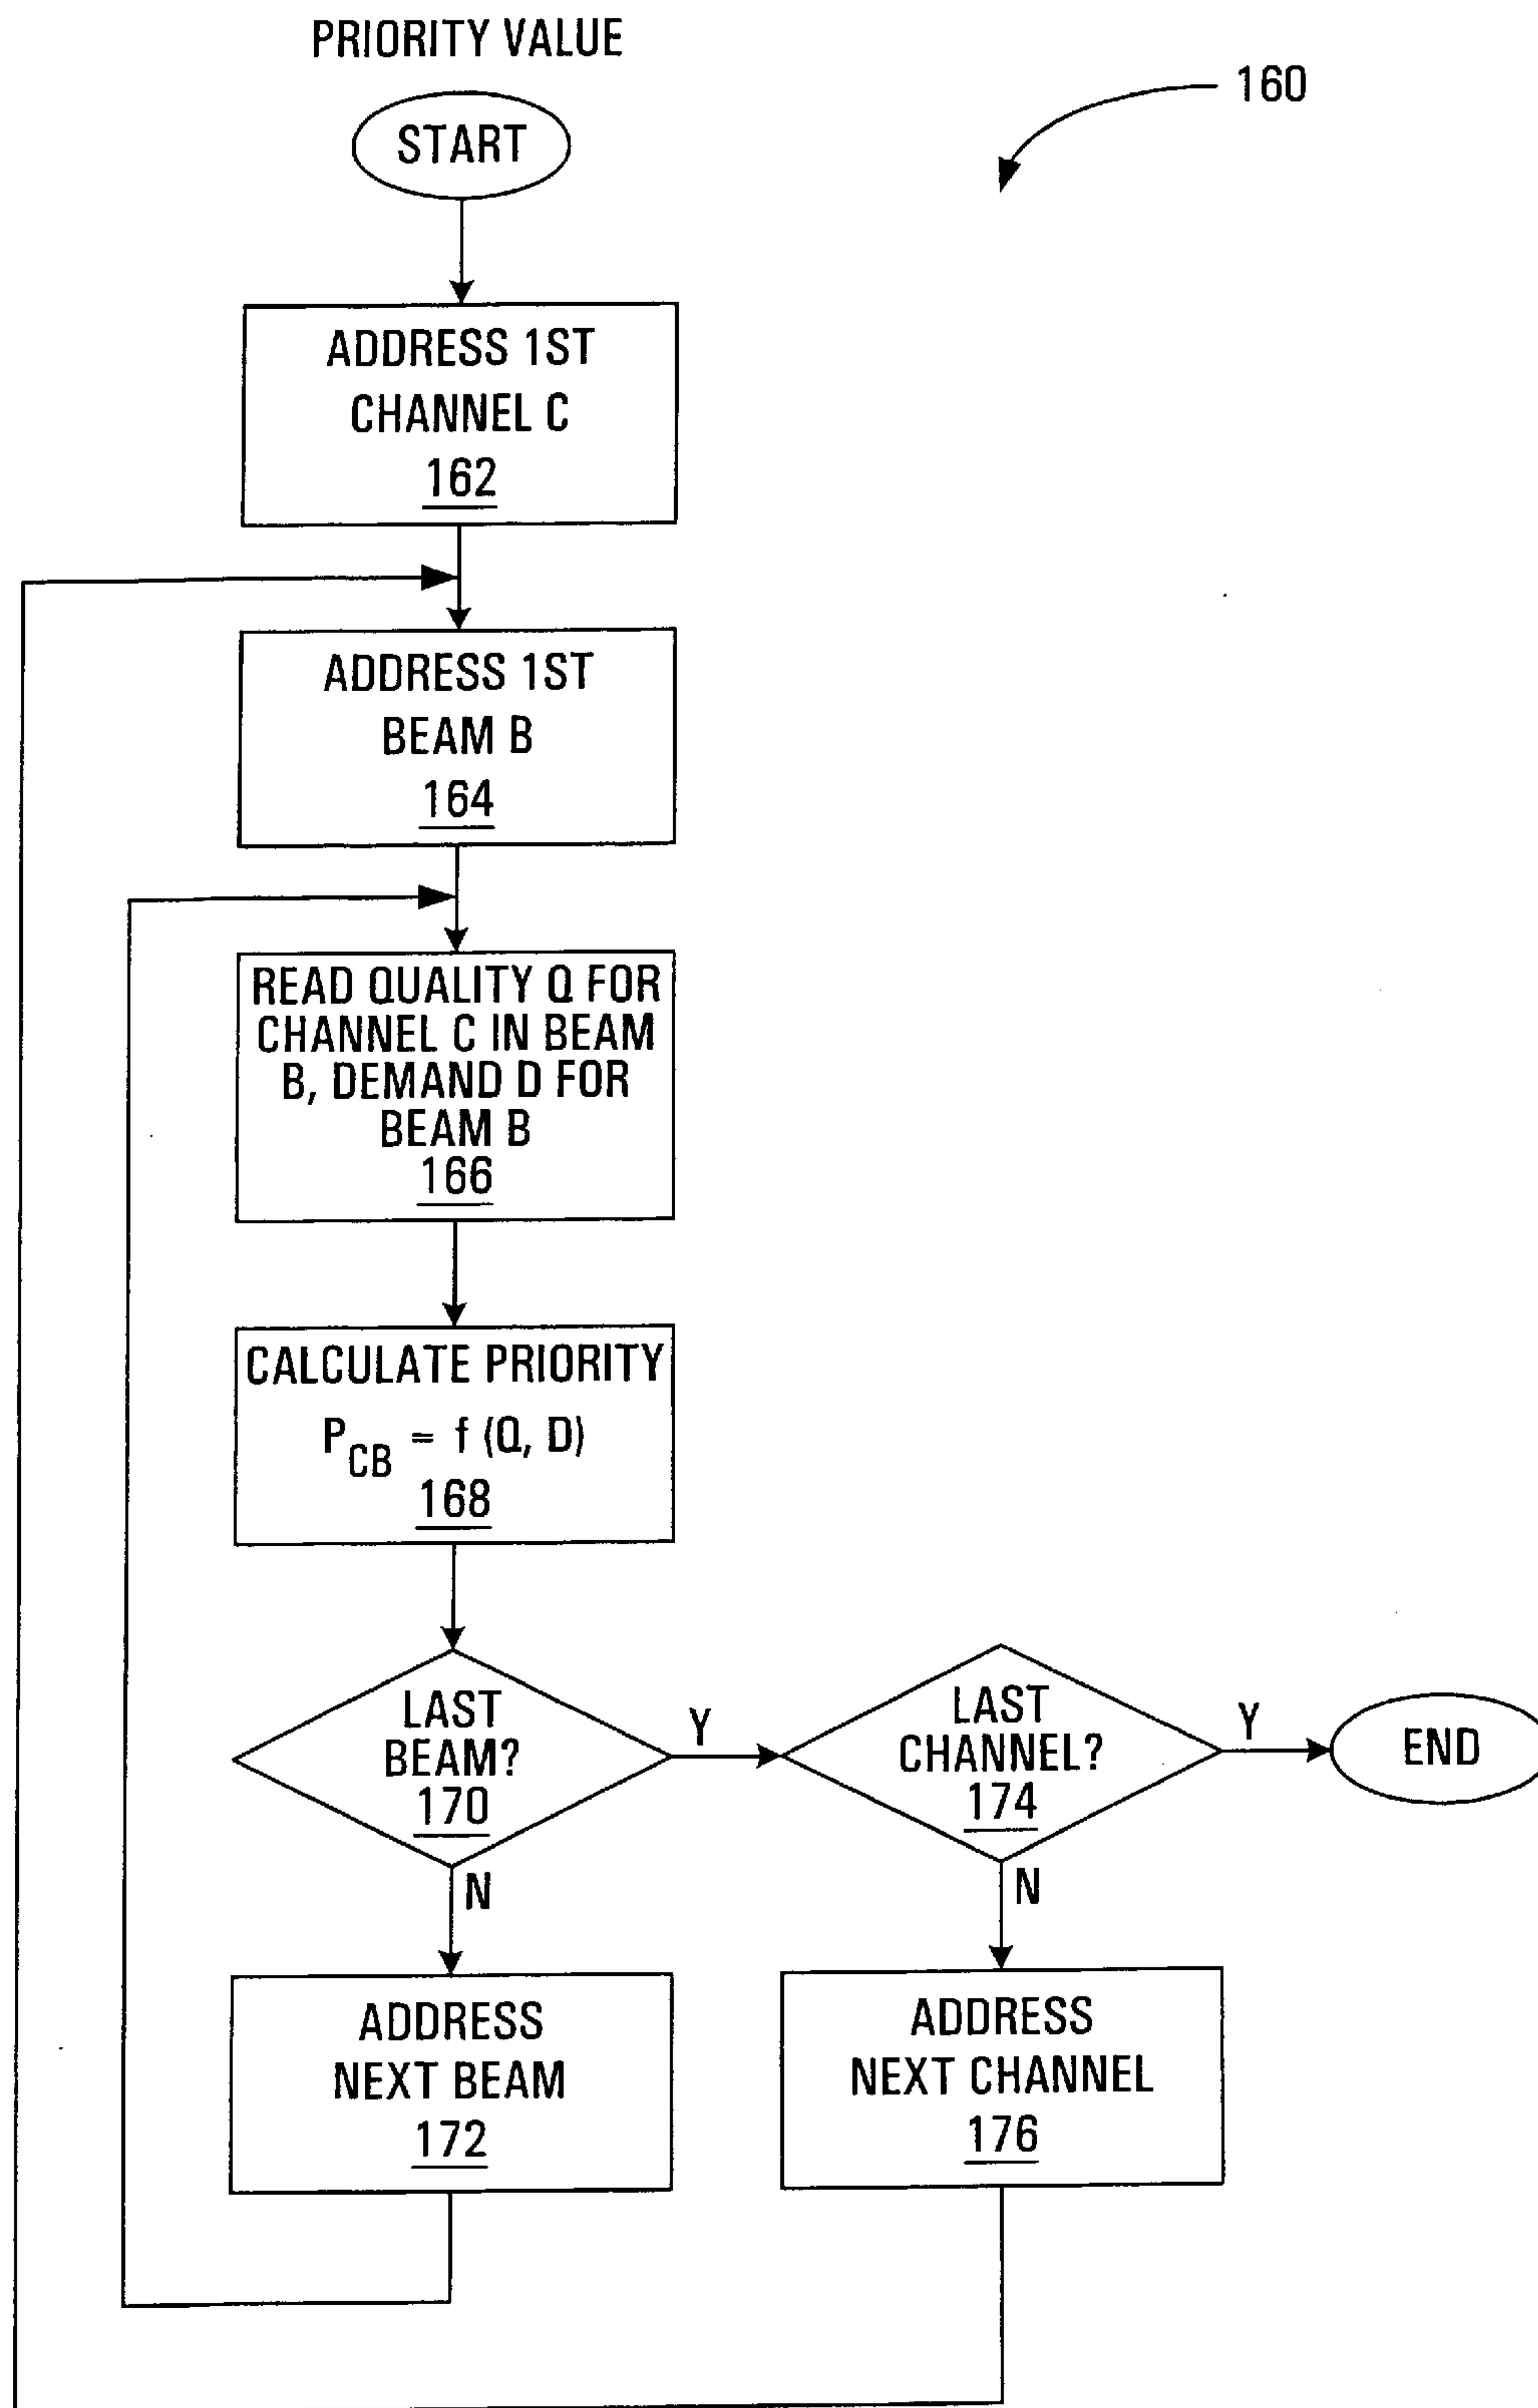 PRIORITY VALUE
160
START
ADDRESS 1ST
CHANNEL C
162
ADDRESS 1ST
BEAM B
164
READ QUALITY Q FOR
CHANNEL C IN BEAM
B, DEMAND D FOR
BEAM B
166
CALCULATE PRIORITY
P_CB = f (Q, D)
168
LAST
BEAM?
170
Y
N
LAST
CHANNEL?
174
Y
N
END
ADDRESS
NEXT BEAM
172
ADDRESS
NEXT CHANNEL
176